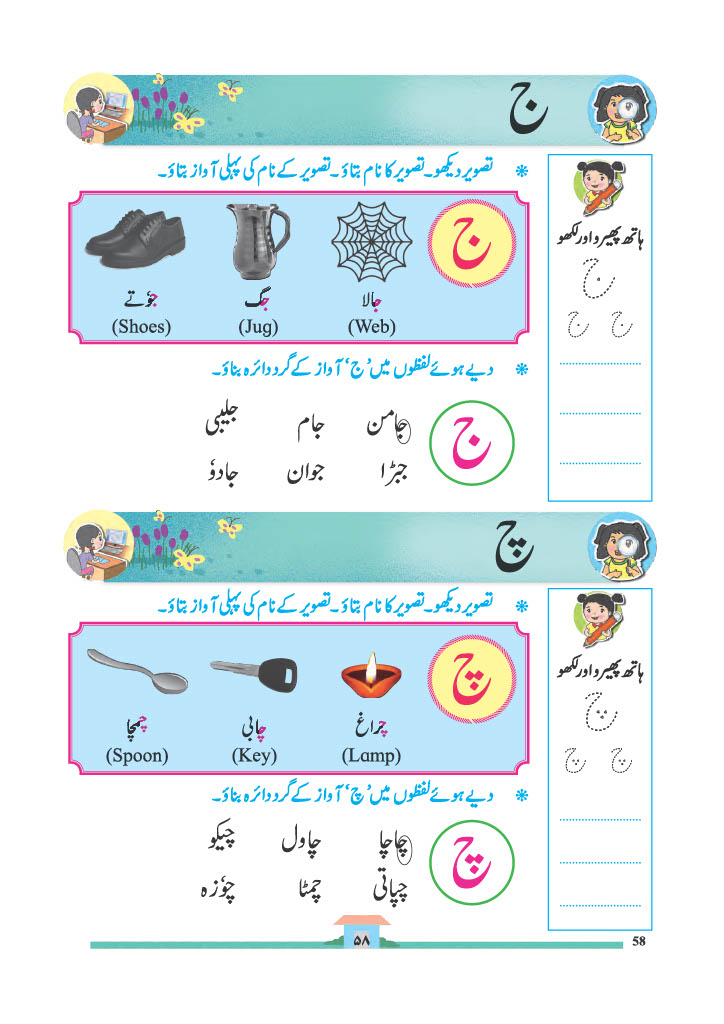 ج
✻ تصویر دیکھو۔ تصویر کا نام بتاؤ۔ تصویر کے نام کی پہلی آواز بتاؤ۔
ج
جالا جگ جوٗتے
(Web) (Jug) (Shoes)
✻ دیے ہوئے لفظوں میں ’ج‘ آواز کے گرد دائرہ بناؤ۔
ج
جامن جام جلیبی
جبڑا جوان جادوٗ
ہاتھ پھیرو اور لکھو
ج
ج ج
چ
✻ تصویر دیکھو۔ تصویر کا نام بتاؤ۔ تصویر کے نام کی پہلی آواز بتاؤ۔
چ
چراغ چابی چمچا
(Lamp) (Key) (Spoon)
✻ دیے ہوئے لفظوں میں ’چ‘ آواز کے گرد دائرہ بناؤ۔
چ
چاچا چاول چیکو
چپاتی چمٹا چوٗزہ
ہاتھ پھیرو اور لکھو
چ
چ چ
۵۸
58